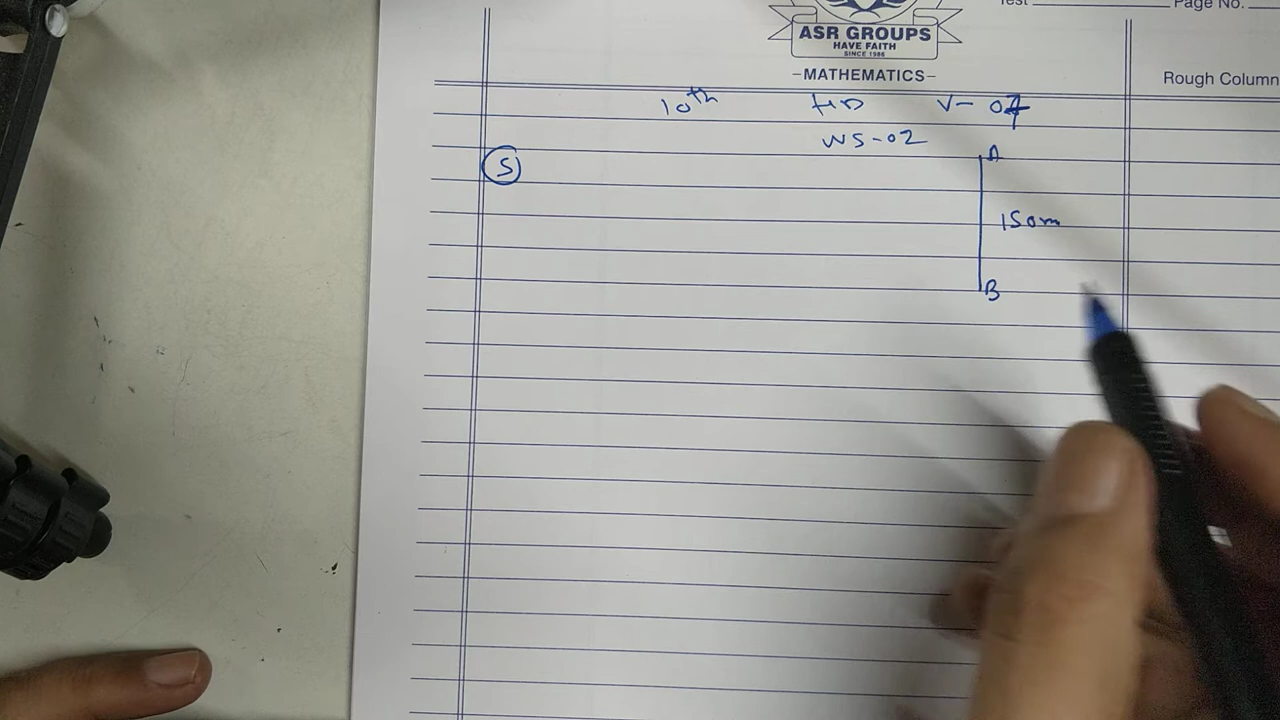 Test Page No.
ASR GROUPS
HAVE FAITH
SINCE 1986
-MATHEMATICS-
Rough Column
10th HD V-07
WS-02
5
A
150m
B